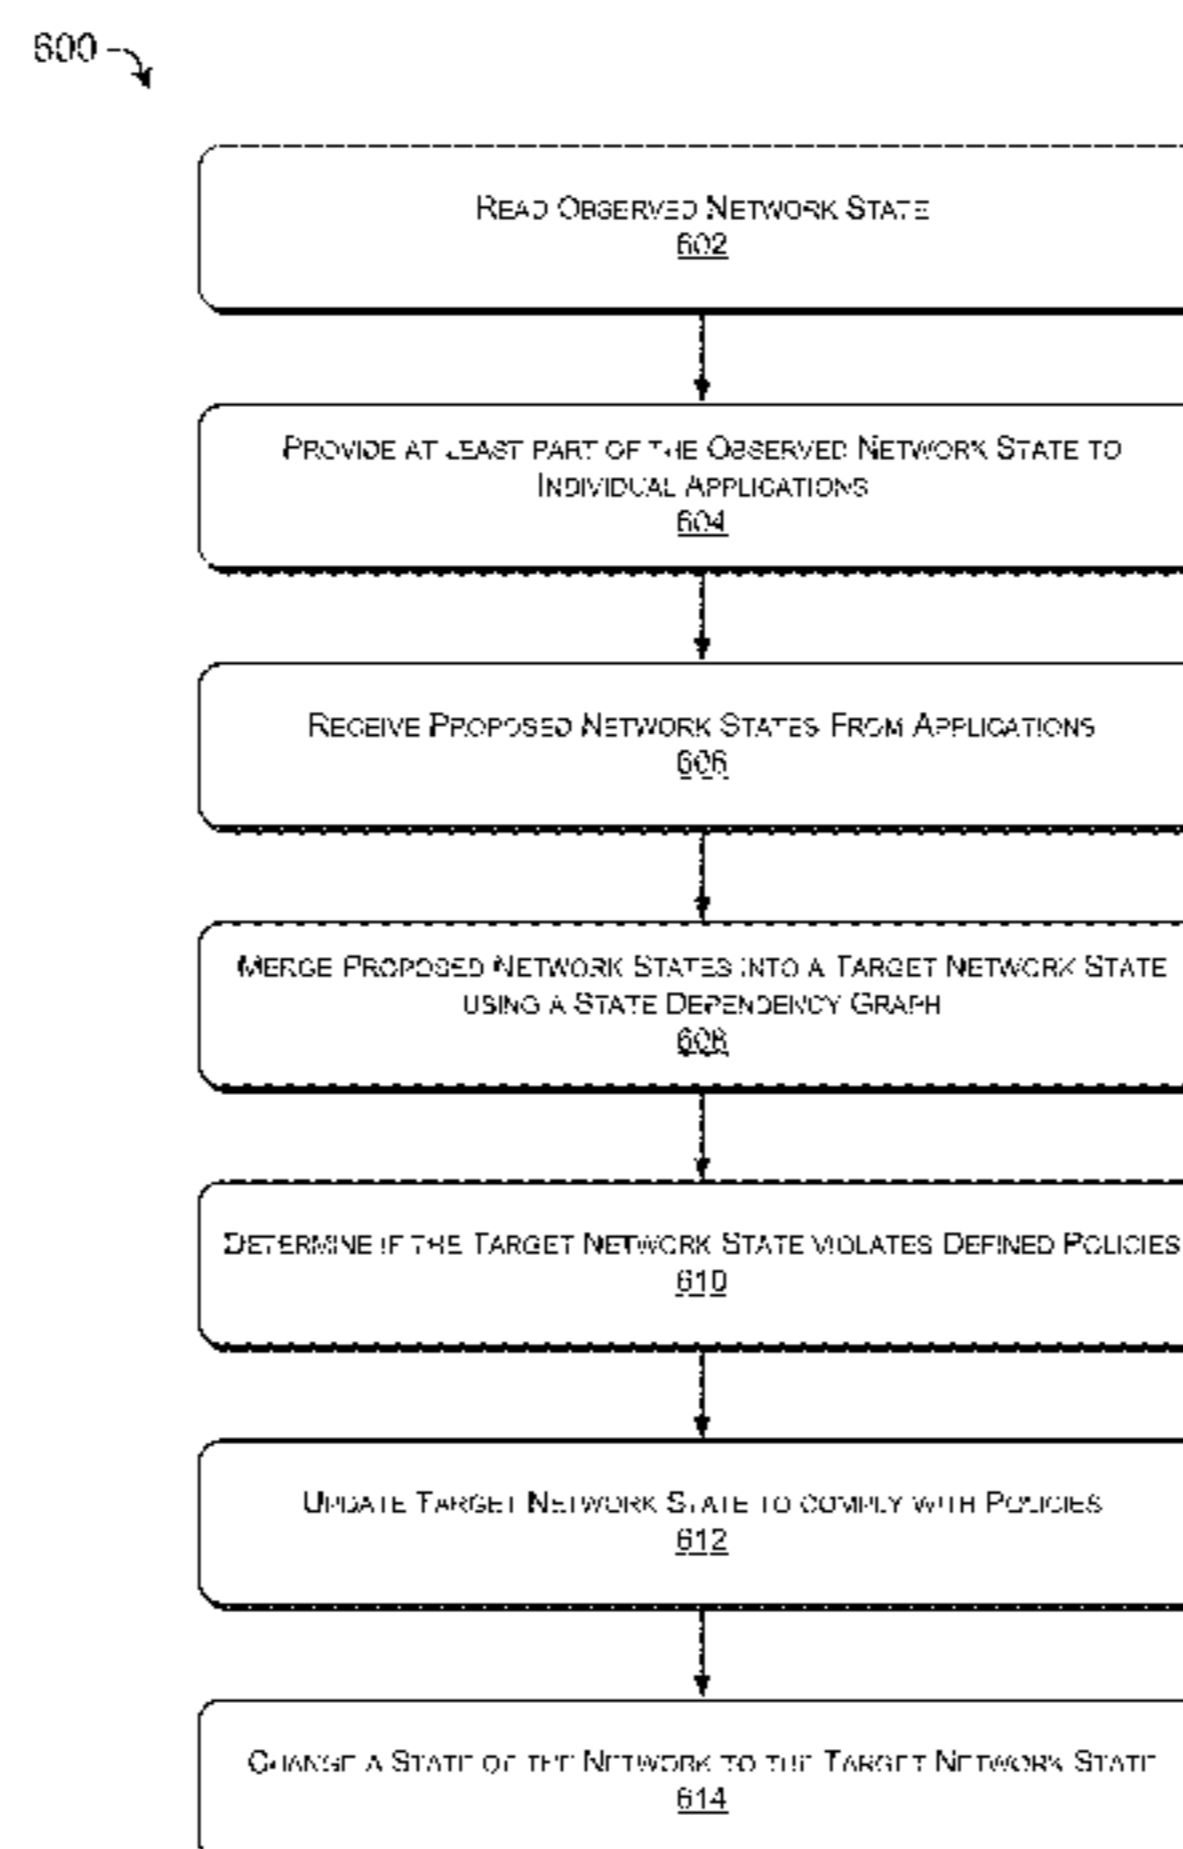 600
READ OBSERVED NETWORK STATE
602
PROVIDE AT LEAST PART OF THE OBSERVED NETWORK STATE TO
INDIVIDUAL APPLICATIONS
604
RECEIVE PROPOSED NETWORK STATES FROM APPLICATIONS
606
MERGE PROPOSED NETWORK STATES INTO A TARGET NETWORK STATE
USING A STATE DEPENDENCY GRAPH
608
DETERMINE IF THE TARGET NETWORK STATE VIOLATES DEFINED POLICIES
610
UPDATE TARGET NETWORK STATE TO COMPLY WITH POLICIES
612
CHANGE A STATE OF THE NETWORK TO THE TARGET NETWORK STATE
614